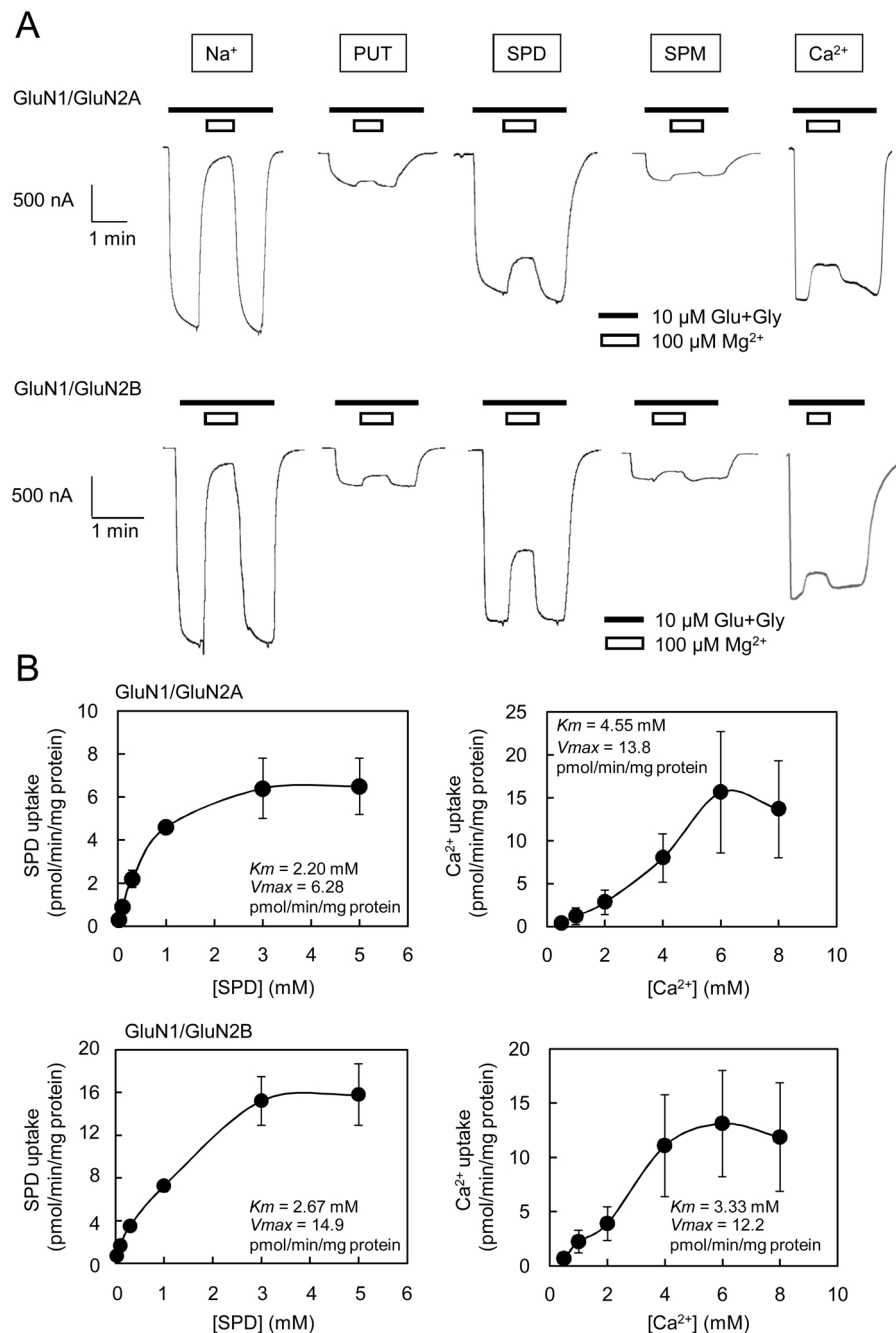 A
Na⁺ PUT SPD SPM Ca²⁺
GluN1/GluN2A
500 nA
1 min
10 µM Glu+Gly
100 µM Mg²⁺
GluN1/GluN2B
500 nA
1 min
10 µM Glu+Gly
100 µM Mg²⁺
B
GluN1/GluN2A
SPD uptake
(pmol/min/mg protein)
10
8
6
4
2
0
Km = 2.20 mM
Vmax = 6.28
pmol/min/mg protein
0 1 2 3 4 5 6
[SPD] (mM)
Ca²⁺ uptake
(pmol/min/mg protein)
25
20
15
10
5
0
Km = 4.55 mM
Vmax = 13.8
pmol/min/mg protein
0 2 4 6 8 10
[Ca²⁺] (mM)
GluN1/GluN2B
SPD uptake
(pmol/min/mg protein)
20
16
12
8
4
0
Km = 2.67 mM
Vmax = 14.9
pmol/min/mg protein
0 1 2 3 4 5 6
[SPD] (mM)
Ca²⁺ uptake
(pmol/min/mg protein)
20
15
10
5
0
Km = 3.33 mM
Vmax = 12.2
pmol/min/mg protein
0 2 4 6 8 10
[Ca²⁺] (mM)